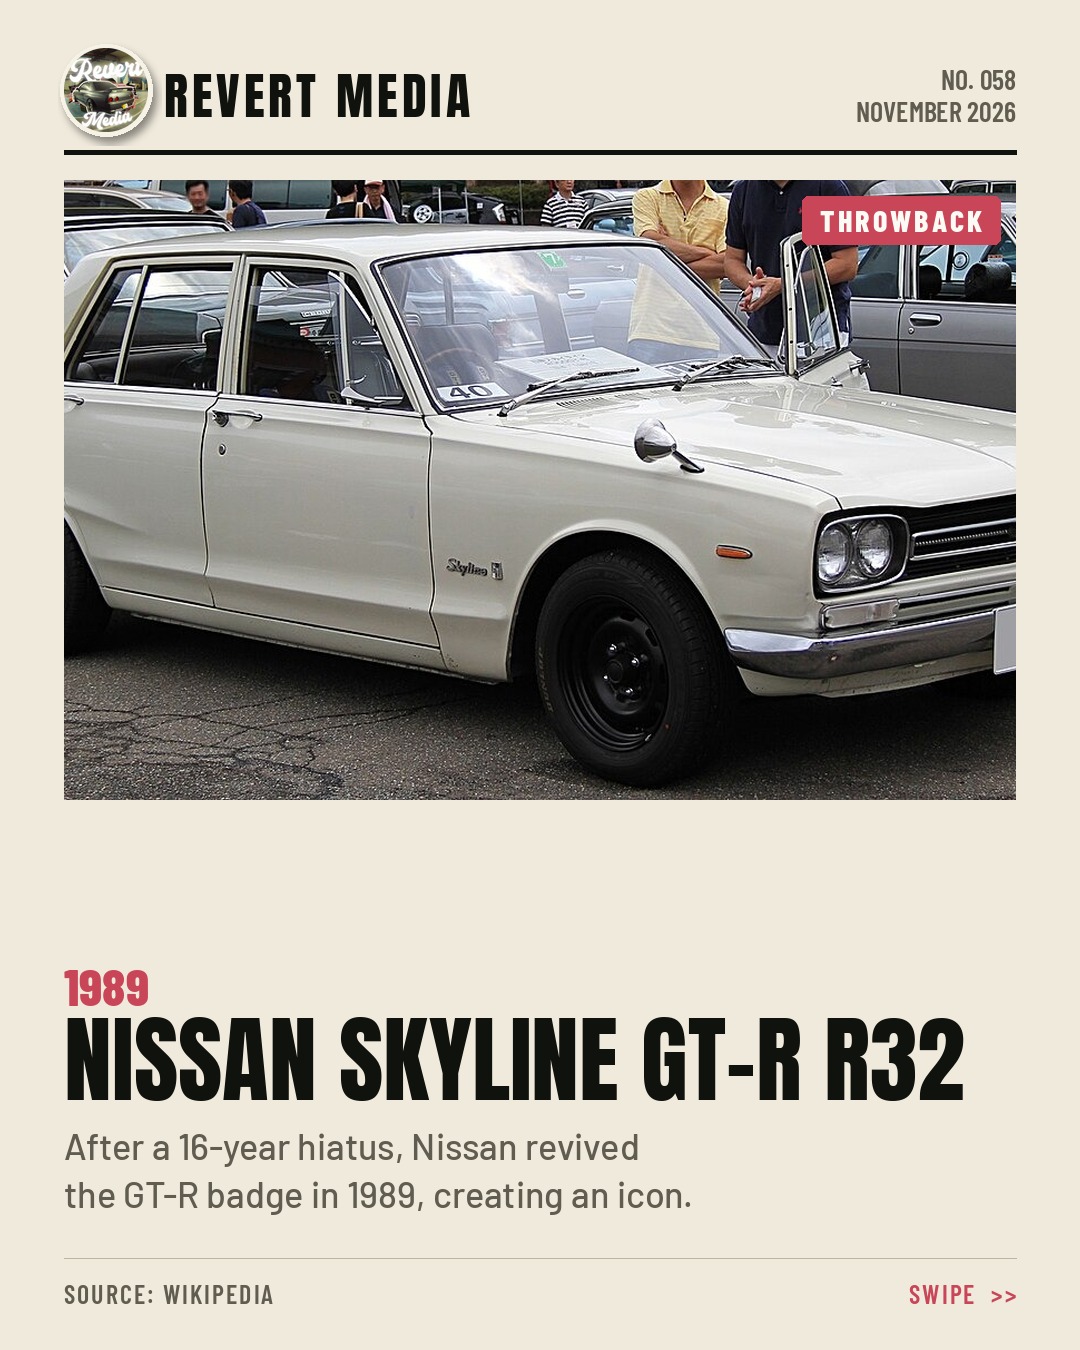 Revert
Media
REVERT MEDIA
NO. 058
NOVEMBER 2026
THROWBACK
40
Skyline
1989
NISSAN SKYLINE GT-R R32
After a 16-year hiatus, Nissan revived
the GT-R badge in 1989, creating an icon.
SOURCE: WIKIPEDIA
SWIPE >>